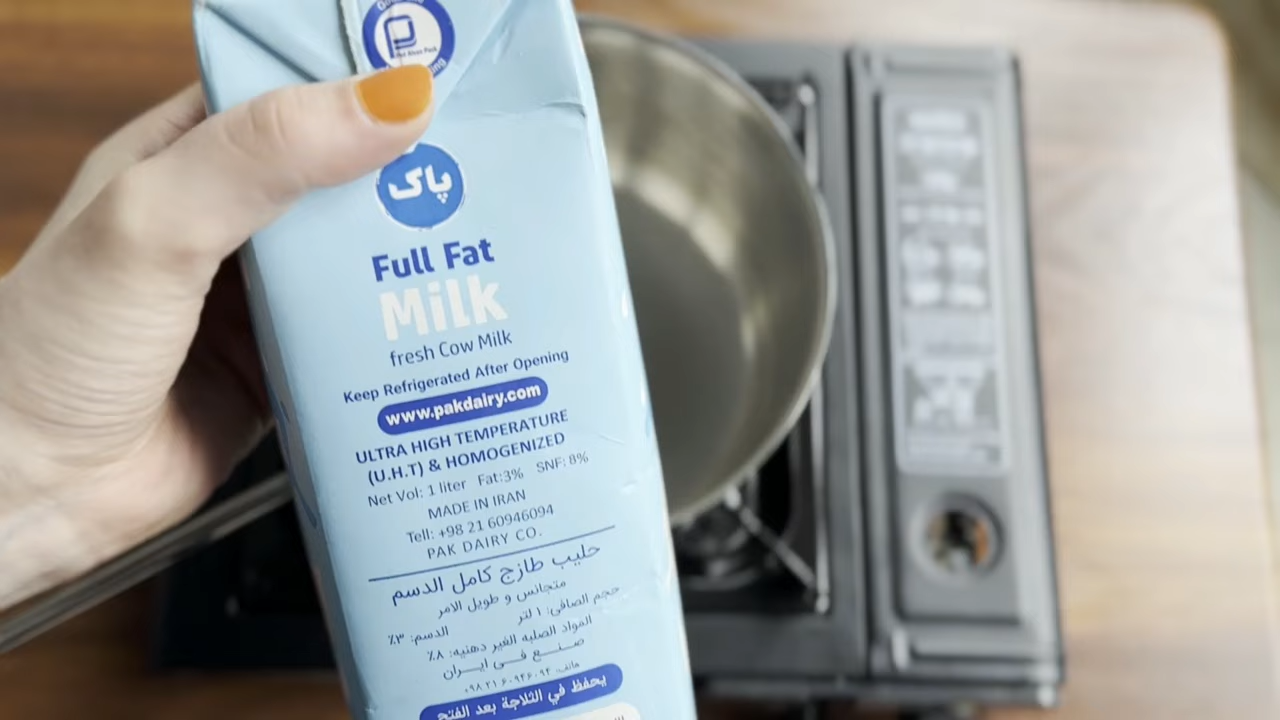 پاک
Full Fat
Milk
fresh Cow Milk
Keep Refrigerated After Opening
www.pakdairy.com
ULTRA HIGH TEMPERATURE
(U.H.T) & HOMOGENIZED
Net Vol: 1 liter Fat:3% SNF: 8%
MADE IN IRAN
Tell: +98 21 60946094
PAK DAIRY CO.
حليب طازج كامل الدسم
متجانس و طويل الامر
حجم الصافي: ١ لتر الدسم: ٣٪
المواد الصلبه الغير دهنيه: ٨٪
صنع في ايران
هاتف: ٠٩٨٢١٦٠٩٤٦٠٩٤
يحفظ في الثلاجة بعد الفتح